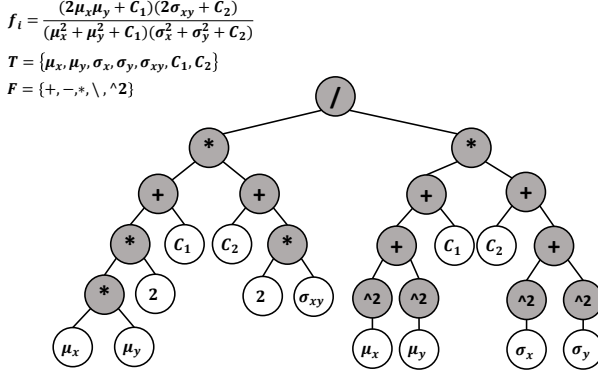 f_i = (2μ_xμ_y + C_1)(2σ_xy + C_2) / (μ_x^2 + μ_y^2 + C_1)(σ_x^2 + σ_y^2 + C_2)
T = {μ_x, μ_y, σ_x, σ_y, σ_xy, C_1, C_2}
F = {+, −,*, \ , ^2}
/
* *
+ + + +
* C_1 C_2 * + C_1 C_2 +
* 2 2 σ_xy ^2 ^2 ^2 ^2
μ_x μ_y μ_x μ_y σ_x σ_y